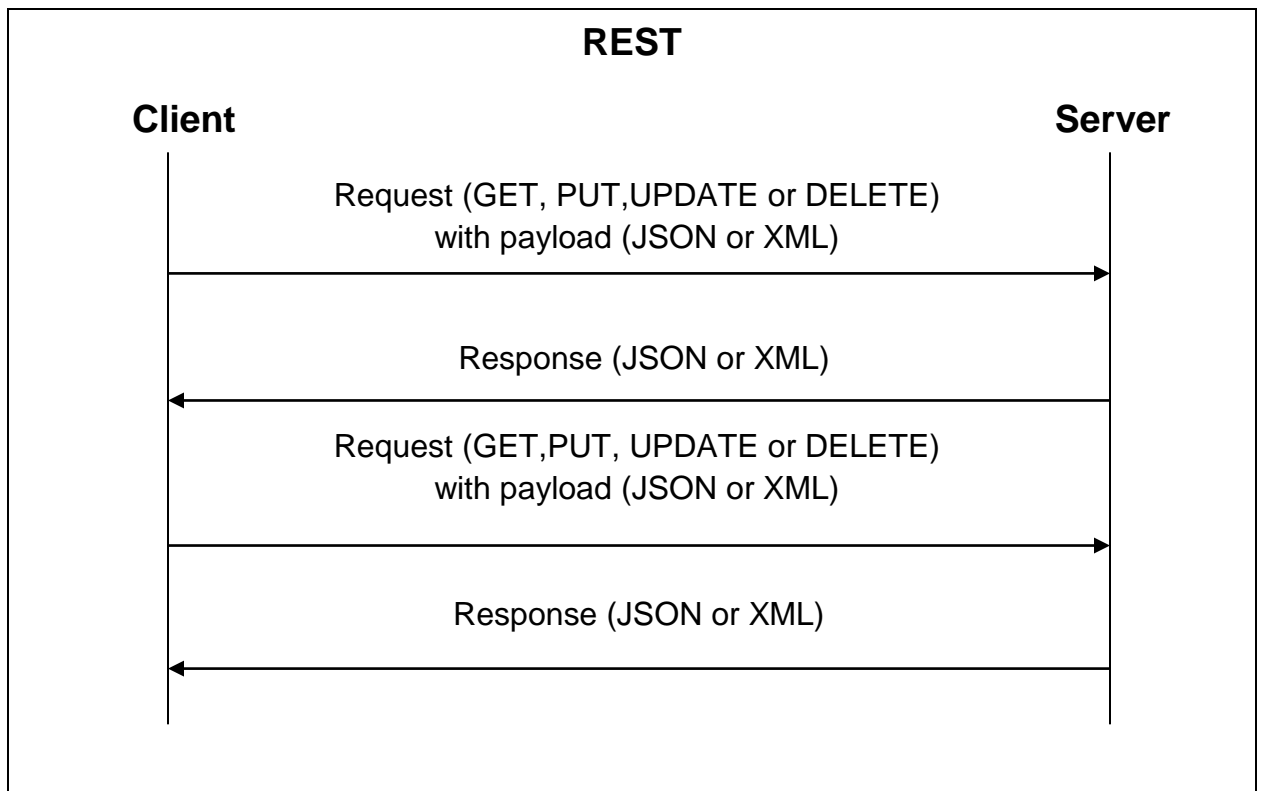 REST
Client
Server
Request (GET, PUT,UPDATE or DELETE)
with payload (JSON or XML)
Response (JSON or XML)
Request (GET,PUT, UPDATE or DELETE)
with payload (JSON or XML)
Response (JSON or XML)